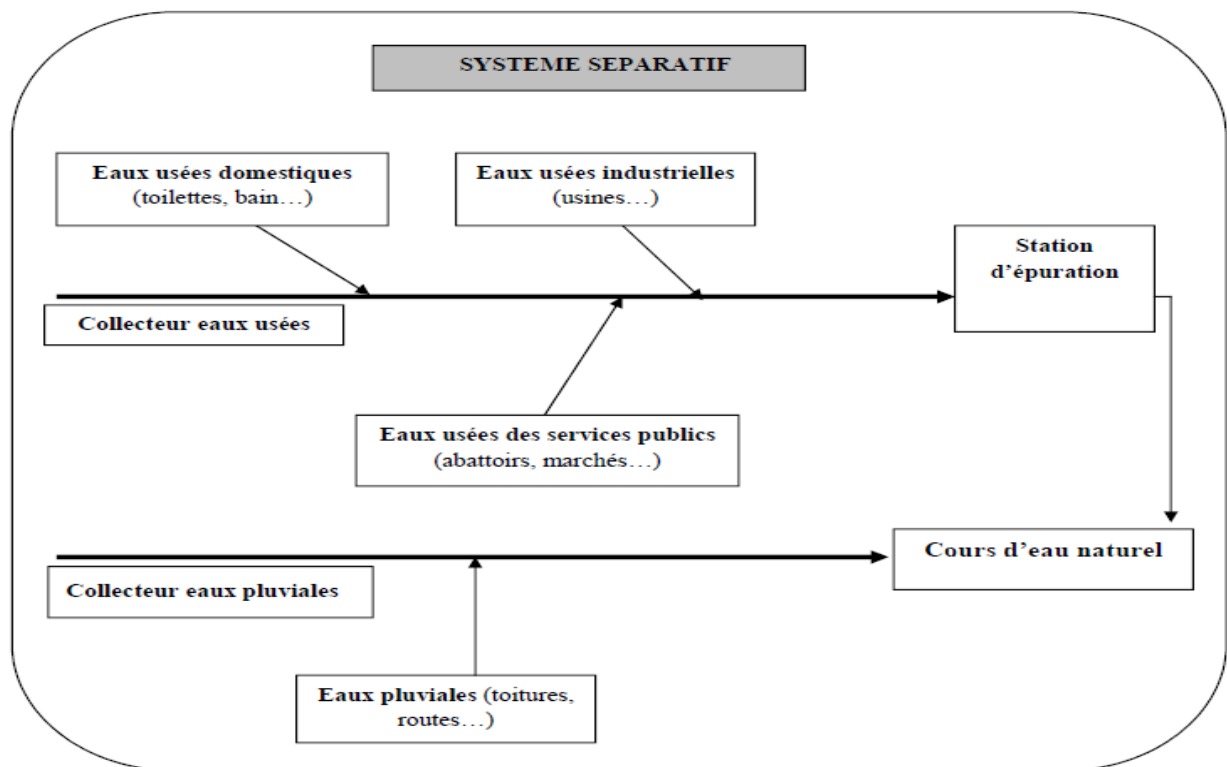 SYSTEME SEPARATIF
Eaux usées domestiques
(toilettes, bain…)
Eaux usées industrielles
(usines…)
Station
d’épuration
Collecteur eaux usées
Eaux usées des services publics
(abattoirs, marchés…)
Cours d’eau naturel
Collecteur eaux pluviales
Eaux pluviales (toitures,
routes…)